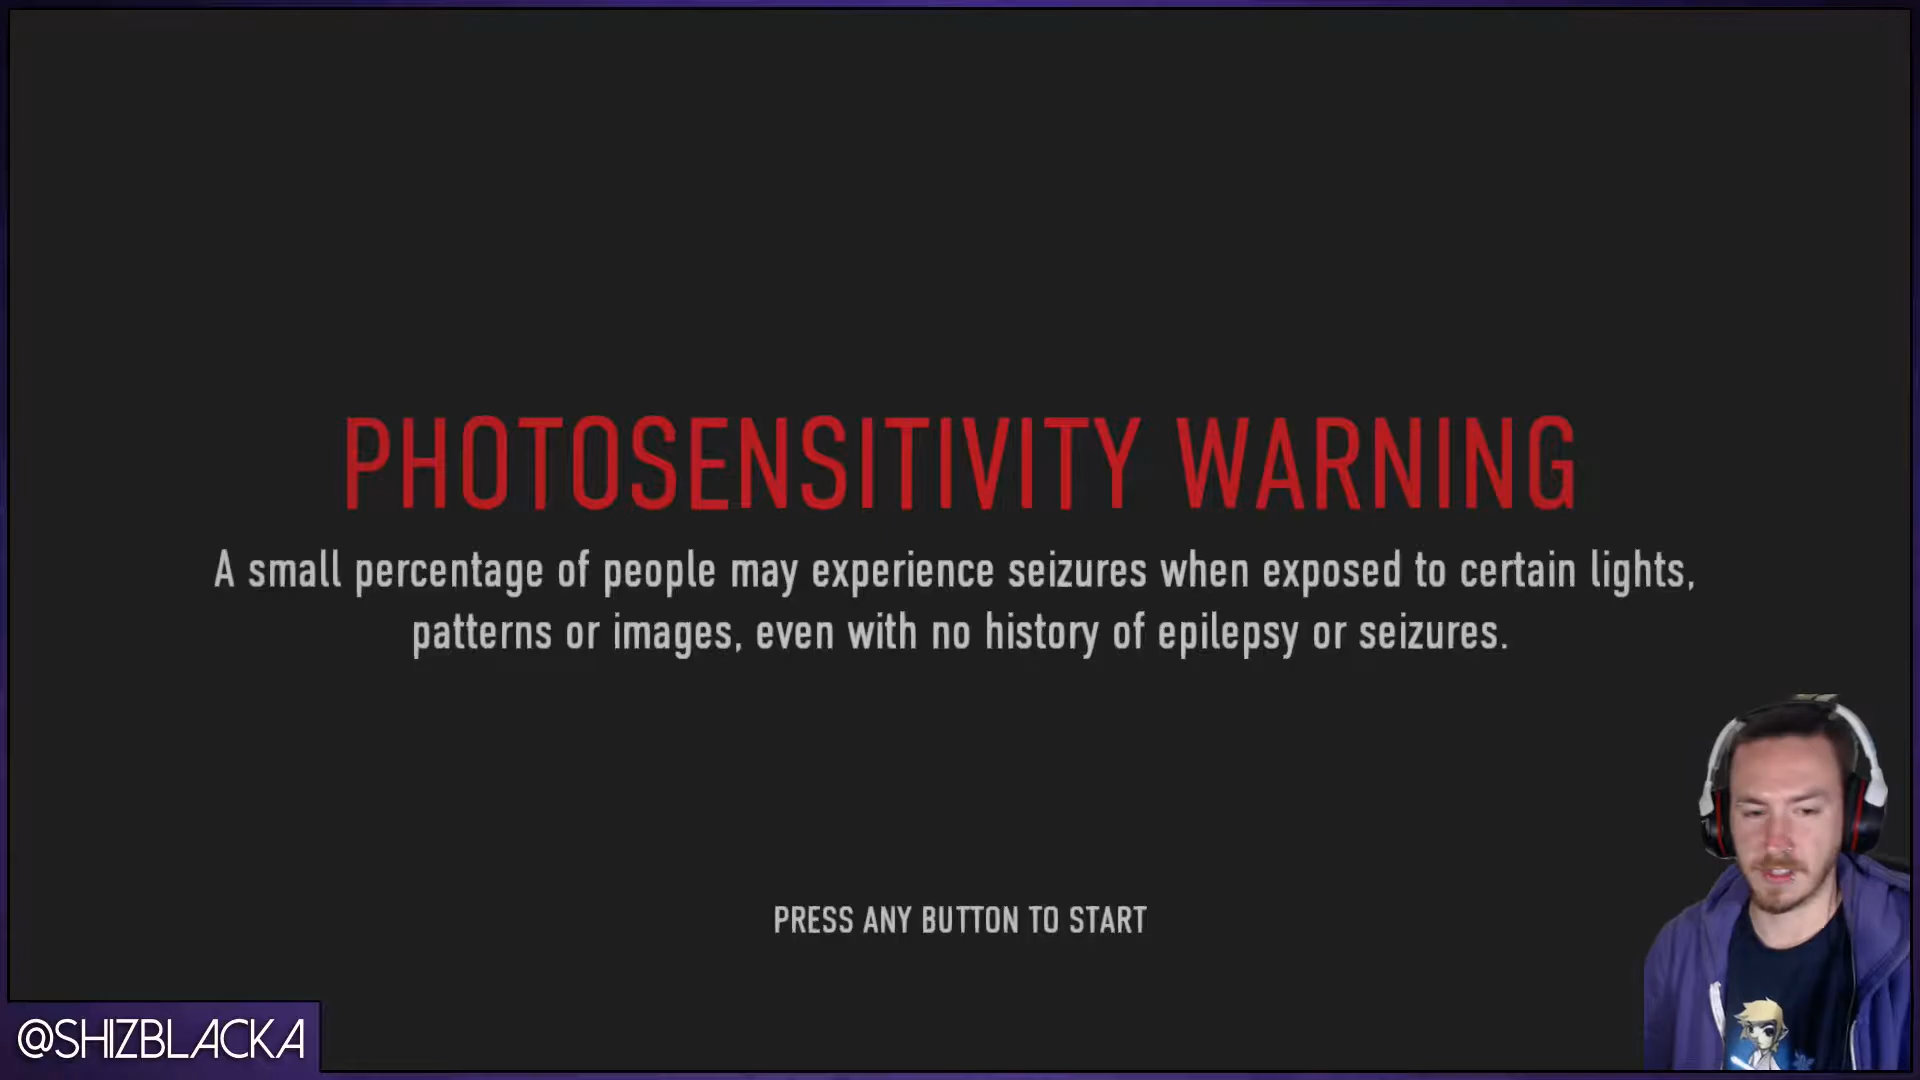 PHOTOSENSITIVITY WARNING
A small percentage of people may experience seizures when exposed to certain lights,
patterns or images, even with no history of epilepsy or seizures.
PRESS ANY BUTTON TO START
@SHIZBLACKA